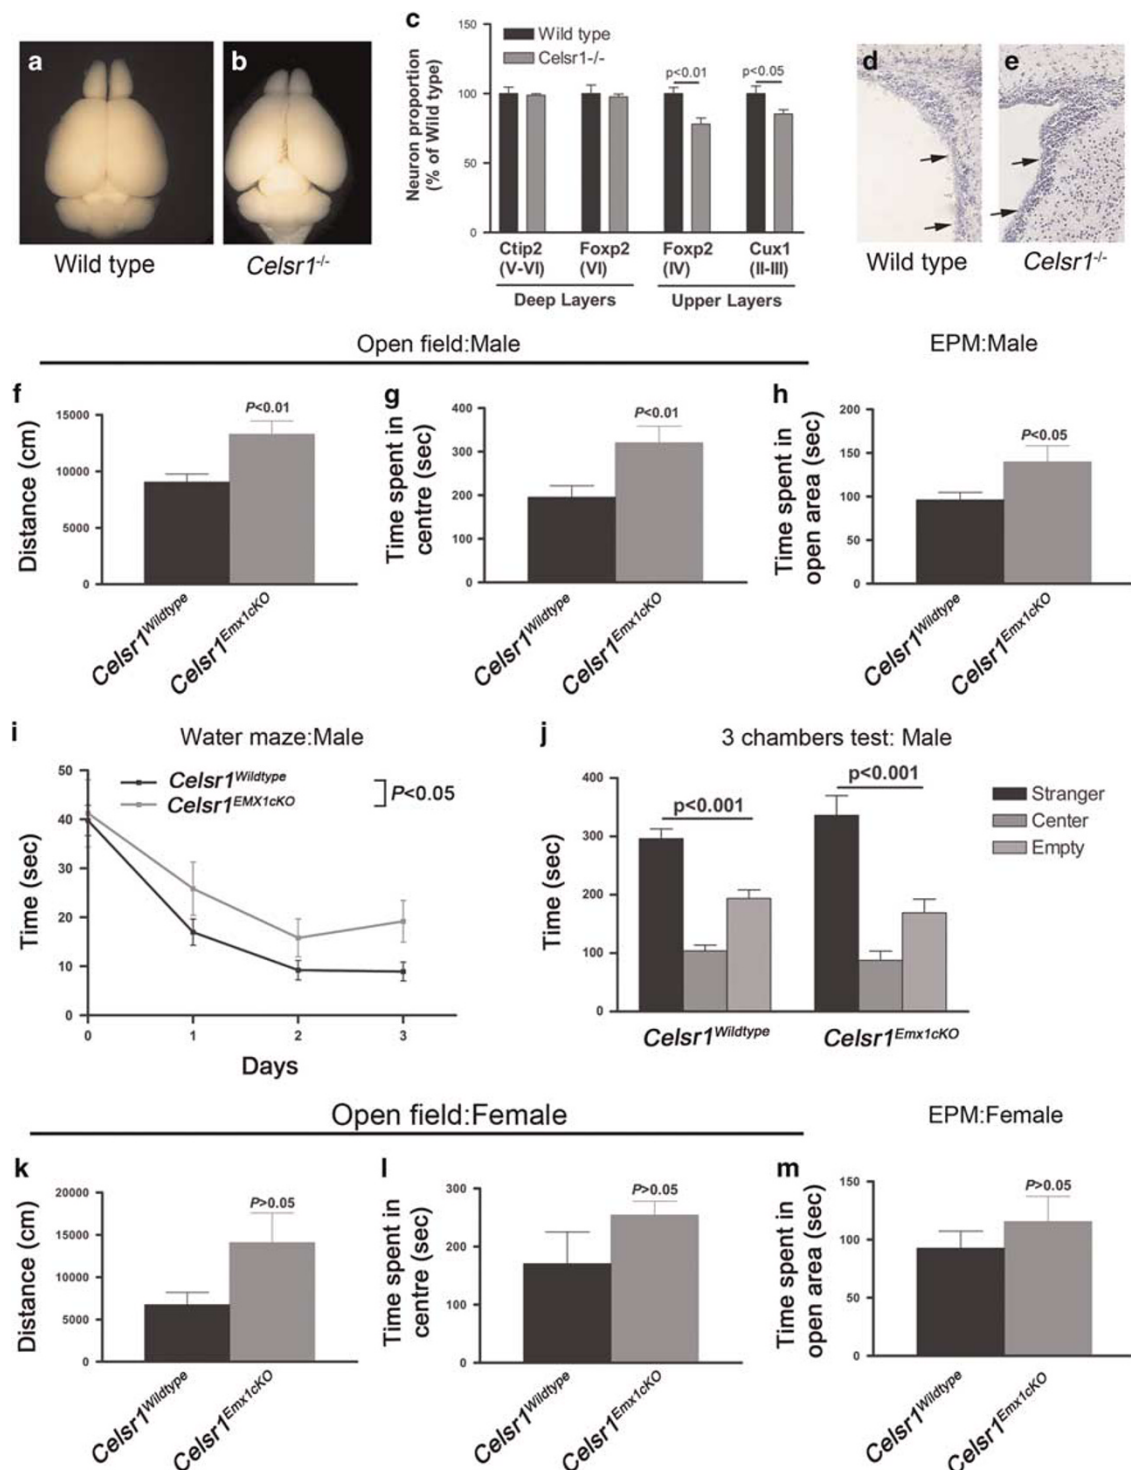 a
b
Wild type
Celsr1-/-
c
Neuron proportion
(% of Wild type)
150
100
50
0
Wild type
Celsr1-/-
p<0.01
p<0.05
Ctip2
(V-VI)
Foxp2
(VI)
Foxp2
(IV)
Cux1
(II-III)
Deep Layers
Upper Layers
d
e
Wild type
Celsr1-/-
Open field:Male
EPM:Male
f
Distance (cm)
15000
10000
5000
0
P<0.01
Celsr1Wildtype
Celsr1Emx1cKO
g
Time spent in
centre (sec)
400
300
200
100
0
P<0.01
Celsr1Wildtype
Celsr1Emx1cKO
h
Time spent in
open area (sec)
200
150
100
50
0
P<0.05
Celsr1Wildtype
Celsr1Emx1cKO
i
Water maze:Male
Time (sec)
50
40
30
20
10
0
Celsr1Wildtype
Celsr1EMX1cKO
P<0.05
0
1
2
3
Days
j
3 chambers test: Male
Time (sec)
400
300
200
100
0
p<0.001
p<0.001
Stranger
Center
Empty
Celsr1Wildtype
Celsr1Emx1cKO
Open field:Female
EPM:Female
k
Distance (cm)
20000
15000
10000
5000
0
P>0.05
Celsr1Wildtype
Celsr1Emx1cKO
l
Time spent in
centre (sec)
300
200
100
0
P>0.05
Celsr1Wildtype
Celsr1Emx1cKO
m
Time spent in
open area (sec)
150
100
50
0
P>0.05
Celsr1Wildtype
Celsr1Emx1cKO